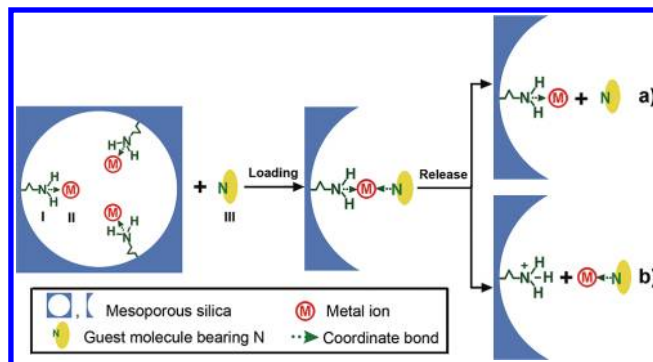 H
N
H
M
a)
N
M
N
H
H
M
N
H
H
I
II
M
H
N
H
+
N
III
Loading
H
N
H
M
N
Release
+
H
N
H
H
+
M
N
b)
, Mesoporous silica
M Metal ion
N Guest molecule bearing N
Coordinate bond